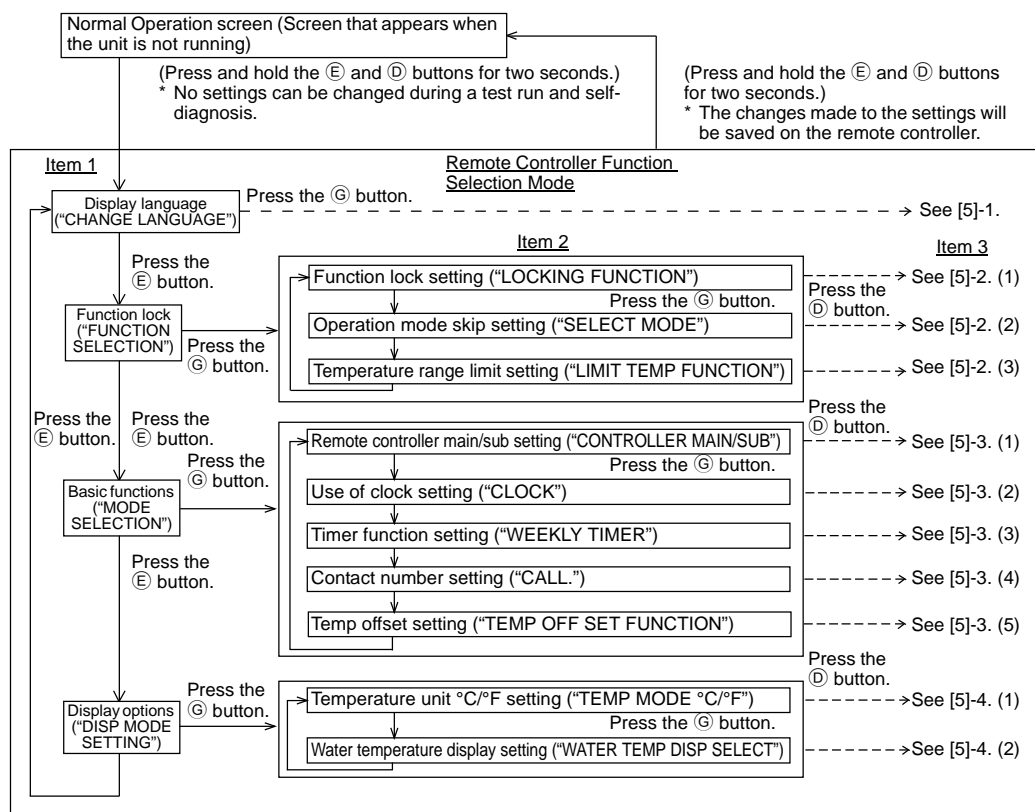 Normal Operation screen (Screen that appears when
the unit is not running)
(Press and hold the Ⓔ and Ⓓ buttons for two seconds.)
* No settings can be changed during a test run and self-
diagnosis.
(Press and hold the Ⓔ and Ⓓ buttons
for two seconds.)
* The changes made to the settings will
be saved on the remote controller.
Item 1
Remote Controller Function
Selection Mode
Display language
(“CHANGE LANGUAGE”)
Press the Ⓖ button.
See [5]-1.
Item 2
Item 3
Press the
Ⓔ button.
Function lock
(“FUNCTION
SELECTION”)
Press the
Ⓖ button.
Function lock setting (“LOCKING FUNCTION”)
Press the Ⓖ button.
Operation mode skip setting (“SELECT MODE”)
Temperature range limit setting (“LIMIT TEMP FUNCTION”)
See [5]-2. (1)
Press the
Ⓓ button.
See [5]-2. (2)
See [5]-2. (3)
Press the
Ⓔ button.
Press the
Ⓔ button.
Press the
Ⓖ button.
Basic functions
(“MODE
SELECTION”)
Remote controller main/sub setting (“CONTROLLER MAIN/SUB”)
Press the Ⓖ button.
Use of clock setting (“CLOCK”)
Timer function setting (“WEEKLY TIMER”)
Contact number setting (“CALL.”)
Temp offset setting (“TEMP OFF SET FUNCTION”)
Press the
Ⓓ button.
See [5]-3. (1)
See [5]-3. (2)
See [5]-3. (3)
See [5]-3. (4)
See [5]-3. (5)
Press the
Ⓔ button.
Press the
Ⓖ button.
Display options
(“DISP MODE
SETTING”)
Temperature unit °C/°F setting (“TEMP MODE °C/°F”)
Press the Ⓖ button.
Water temperature display setting (“WATER TEMP DISP SELECT”)
Press the
Ⓓ button.
See [5]-4. (1)
See [5]-4. (2)